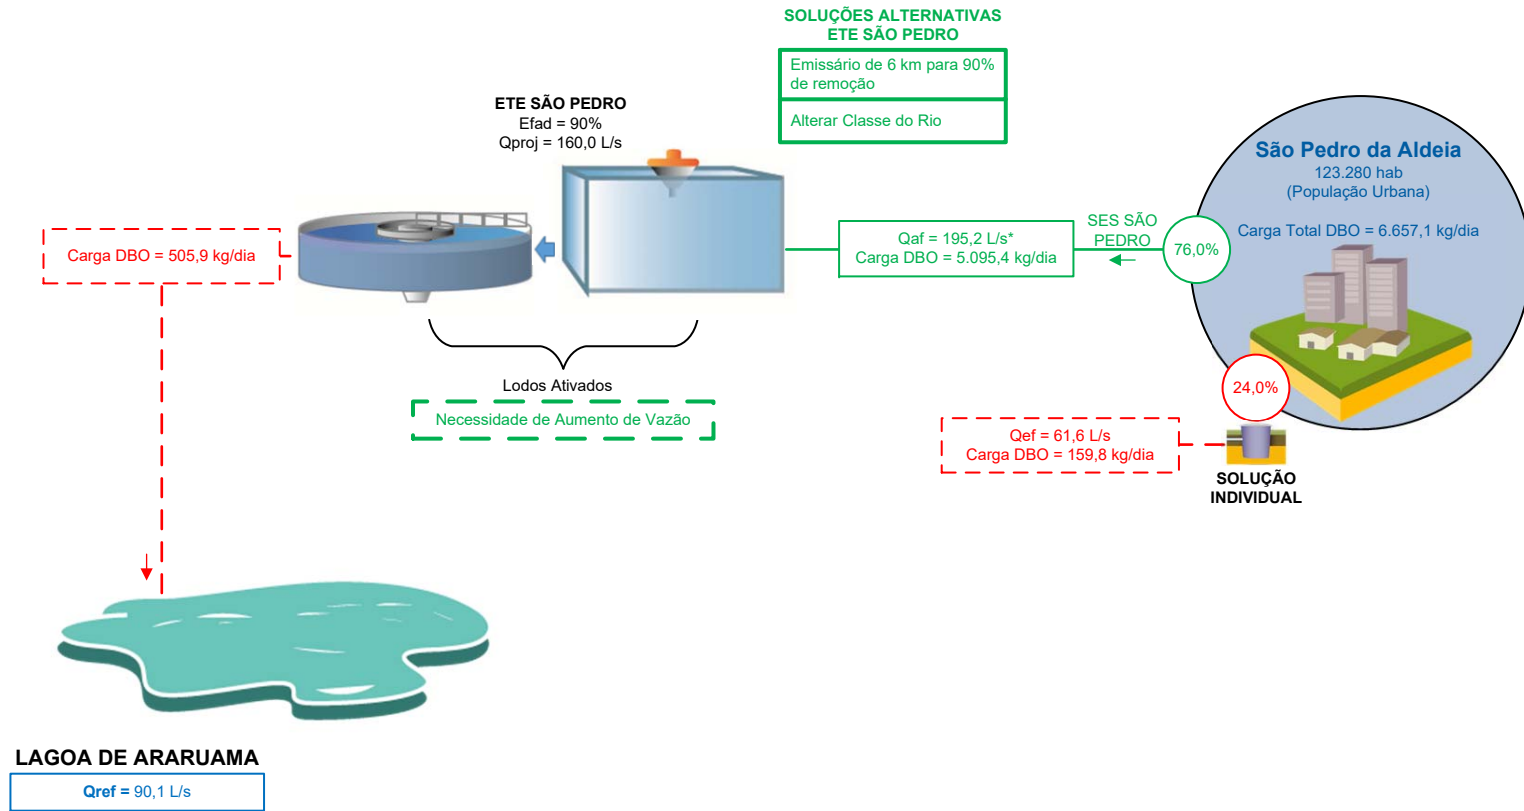 SOLUÇÕES ALTERNATIVAS
ETE SÃO PEDRO
Emissário de 6 km para 90%
de remoção
Alterar Classe do Rio
ETE SÃO PEDRO
Efad = 90%
Qproj = 160,0 L/s
São Pedro da Aldeia
123.280 hab
(População Urbana)
Carga Total DBO = 6.657,1 kg/dia
SES SÃO
PEDRO
76,0%
Qaf = 195,2 L/s*
Carga DBO = 5.095,4 kg/dia
Carga DBO = 505,9 kg/dia
Lodos Ativados
Necessidade de Aumento de Vazão
24,0%
Qef = 61,6 L/s
Carga DBO = 159,8 kg/dia
SOLUÇÃO
INDIVIDUAL
LAGOA DE ARARUAMA
Qref = 90,1 L/s